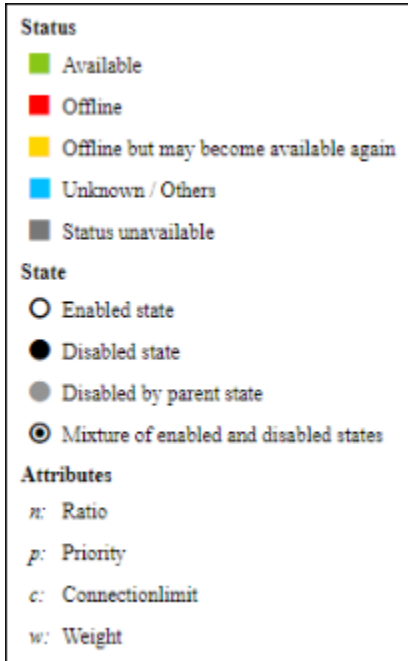 Status
Available
Offline
Offline but may become available again
Unknown / Others
Status unavailable
State
Enabled state
Disabled state
Disabled by parent state
Mixture of enabled and disabled states
Attributes
n: Ratio
p: Priority
c: Connectionlimit
w: Weight